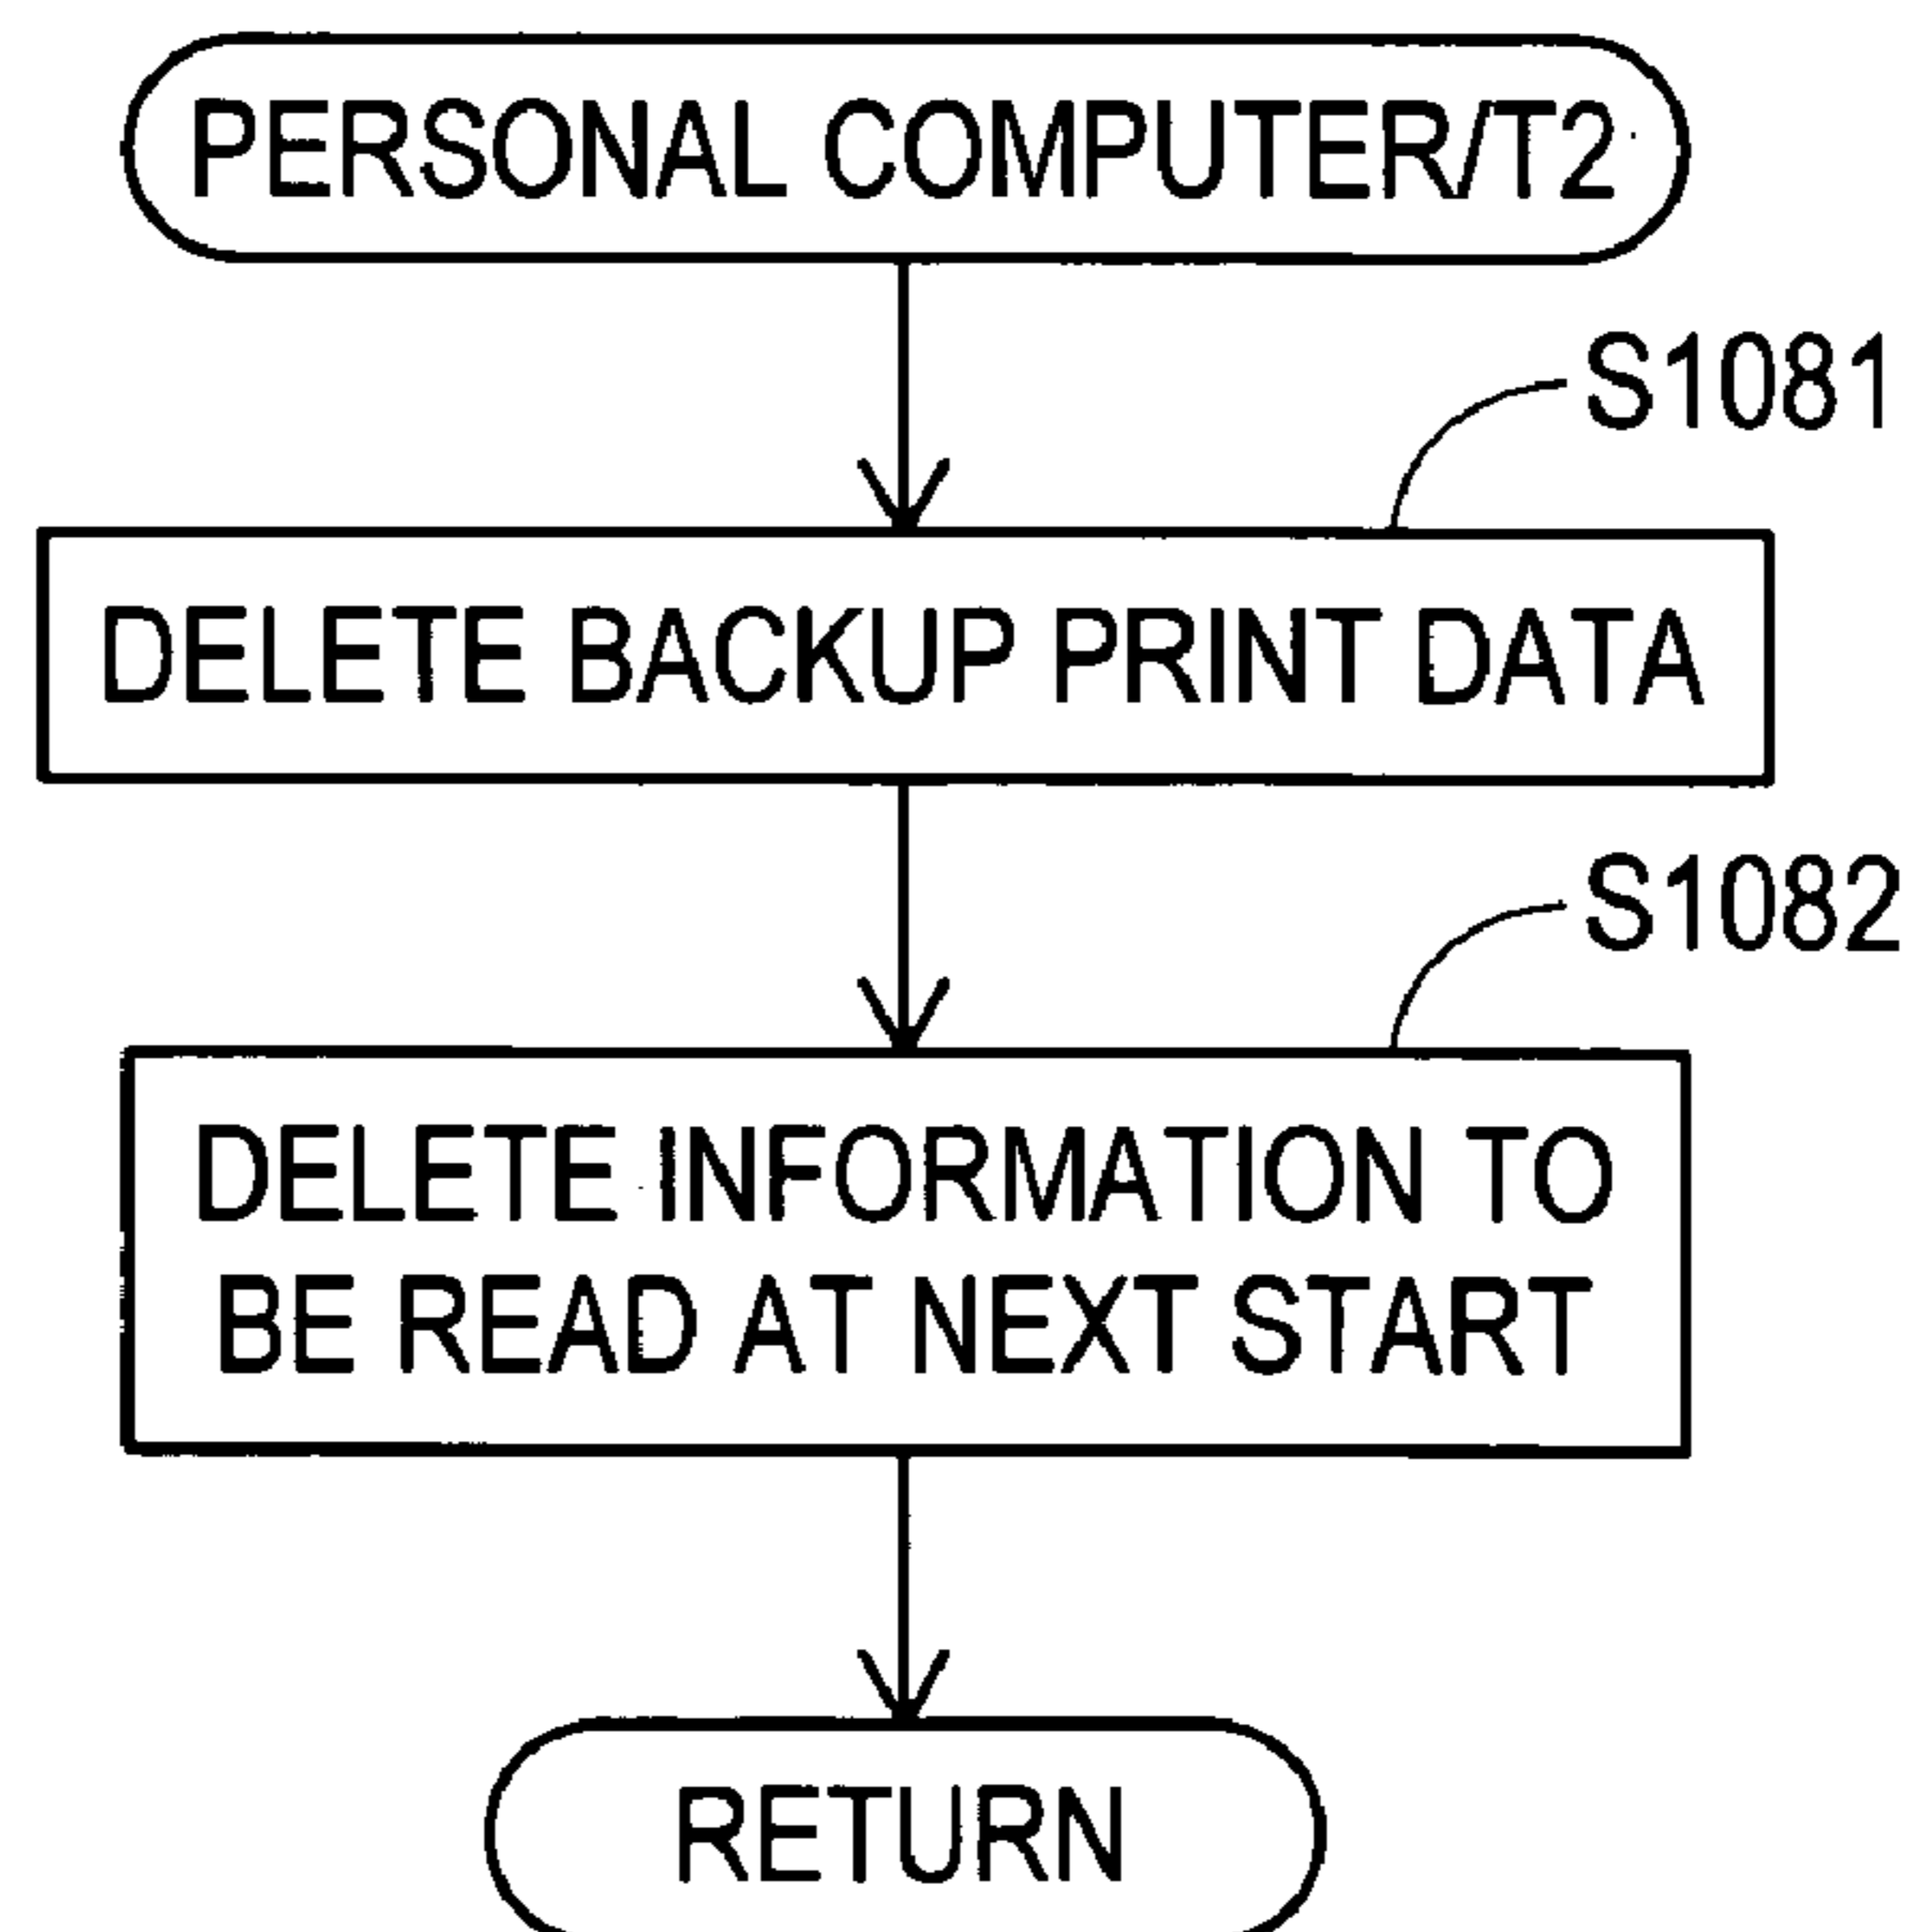 PERSONAL COMPUTER/T2
S1081
DELETE BACKUP PRINT DATA
S1082
DELETE INFORMATION TO
BE READ AT NEXT START
RETURN